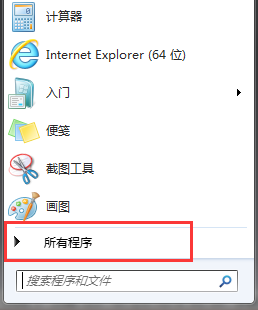 计算器
Internet Explorer (64 位)
入门
便笺
截图工具
画图
所有程序
搜索程序和文件